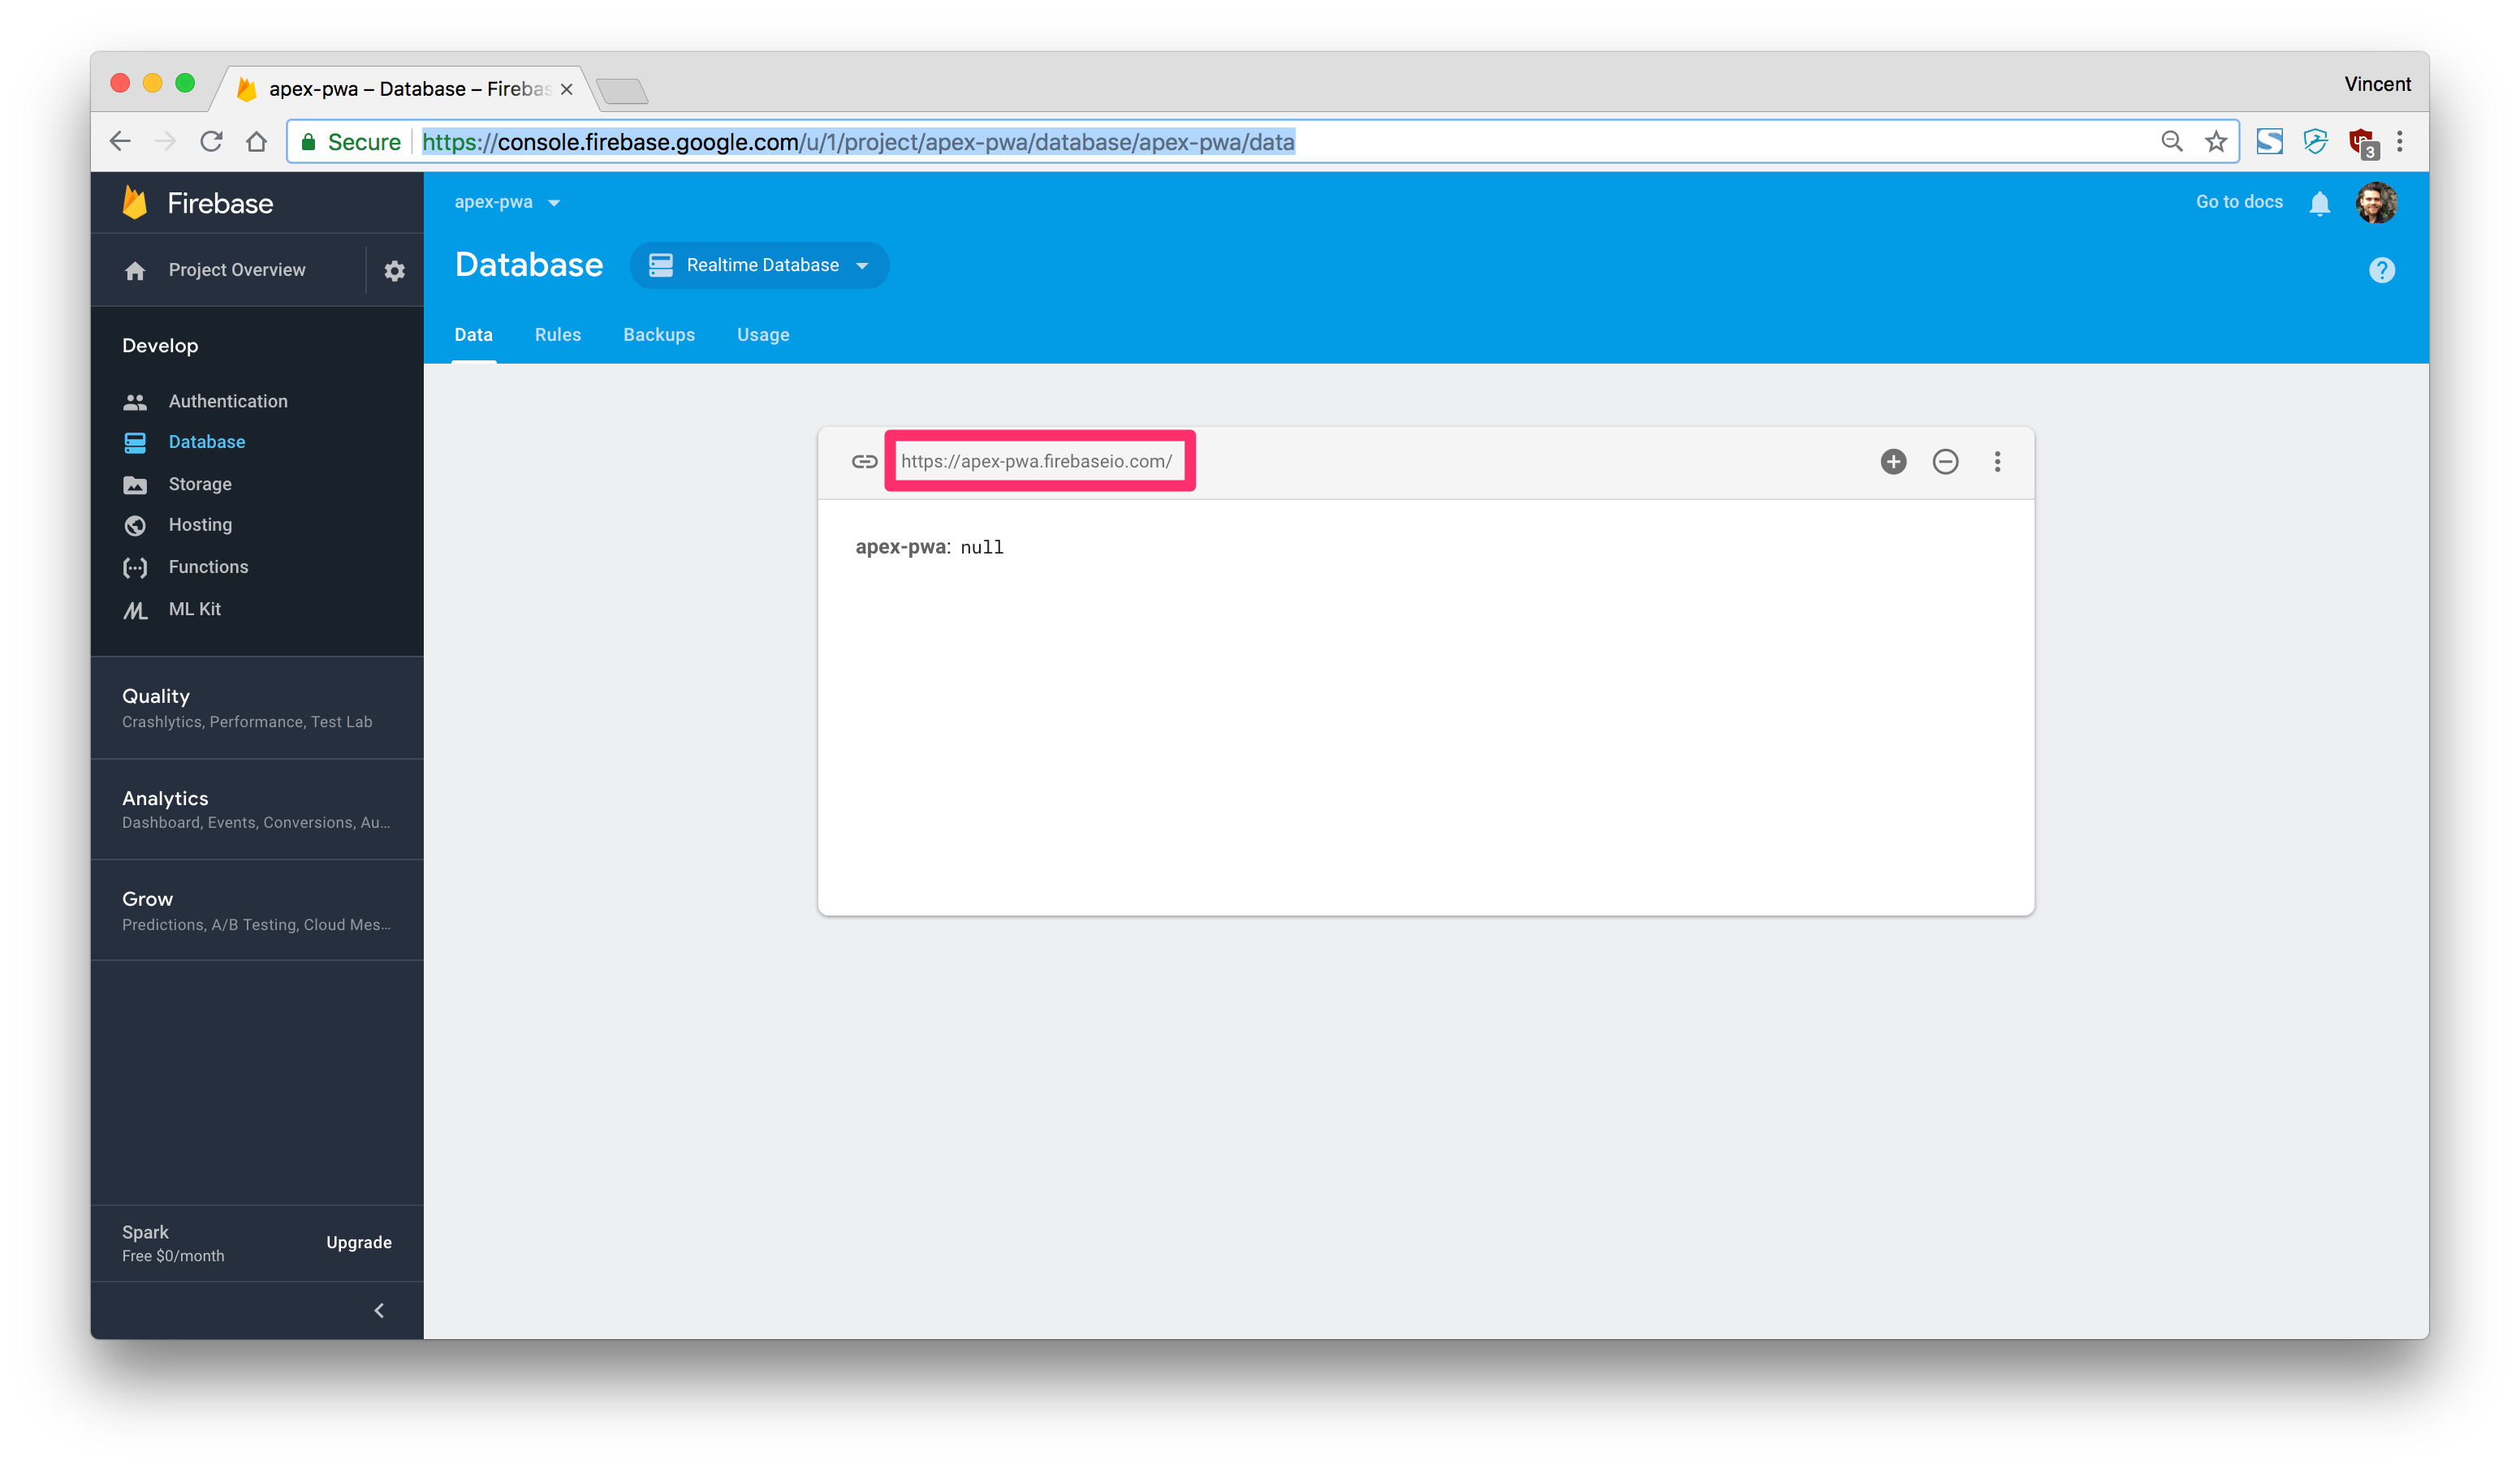 apex-pwa – Database – Firebas
Vincent
Secure
https://console.firebase.google.com/u/1/project/apex-pwa/database/apex-pwa/data
3
Firebase
apex-pwa
Go to docs
Project Overview
Database
Realtime Database
?
Data
Rules
Backups
Usage
Develop
Authentication
Database
Storage
Hosting
Functions
ML Kit
https://apex-pwa.firebaseio.com/
apex-pwa: null
Quality
Crashlytics, Performance, Test Lab
Analytics
Dashboard, Events, Conversions, Au...
Grow
Predictions, A/B Testing, Cloud Mes...
Spark
Free $0/month
Upgrade